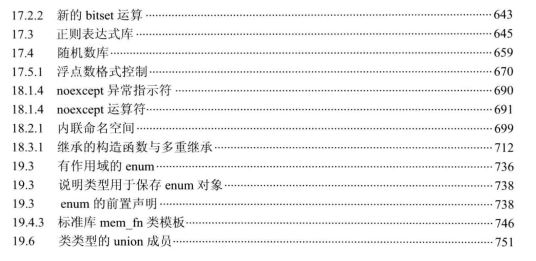 17.2.2 新的 bitset 运算 643
17.3 正则表达式库 645
17.4 随机数库 659
17.5.1 浮点数格式控制 670
18.1.4 noexcept 异常指示符 690
18.1.4 noexcept 运算符 691
18.2.1 内联命名空间 699
18.3.1 继承的构造函数与多重继承 712
19.3 有作用域的 enum 736
19.3 说明类型用于保存 enum 对象 738
19.3 enum 的前置声明 738
19.4.3 标准库 mem_fn 类模板 746
19.6 类类型的 union 成员 751